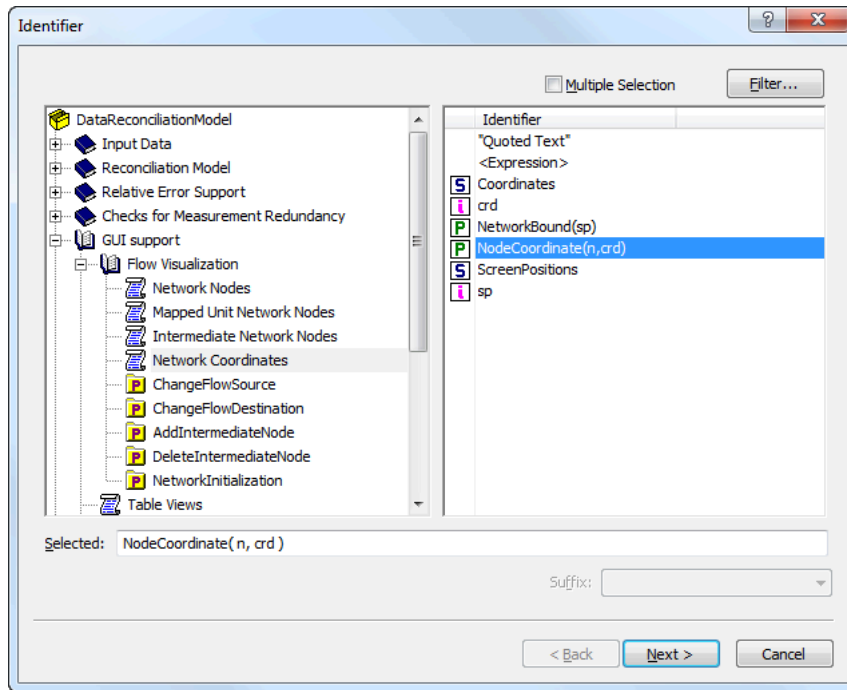 Identifier
Multiple Selection
Filter...
DataReconciliationModel
Input Data
Reconciliation Model
Relative Error Support
Checks for Measurement Redundancy
GUI support
Flow Visualization
Network Nodes
Mapped Unit Network Nodes
Intermediate Network Nodes
Network Coordinates
P ChangeFlowSource
P ChangeFlowDestination
P AddIntermediateNode
P DeleteIntermediateNode
P NetworkInitialization
Table Views
Identifier
"Quoted Text"
<Expression>
S Coordinates
i crd
P NetworkBound(sp)
P NodeCoordinate(n,crd)
S ScreenPositions
i sp
Selected: NodeCoordinate( n, crd )
Suffix:
< Back Next > Cancel